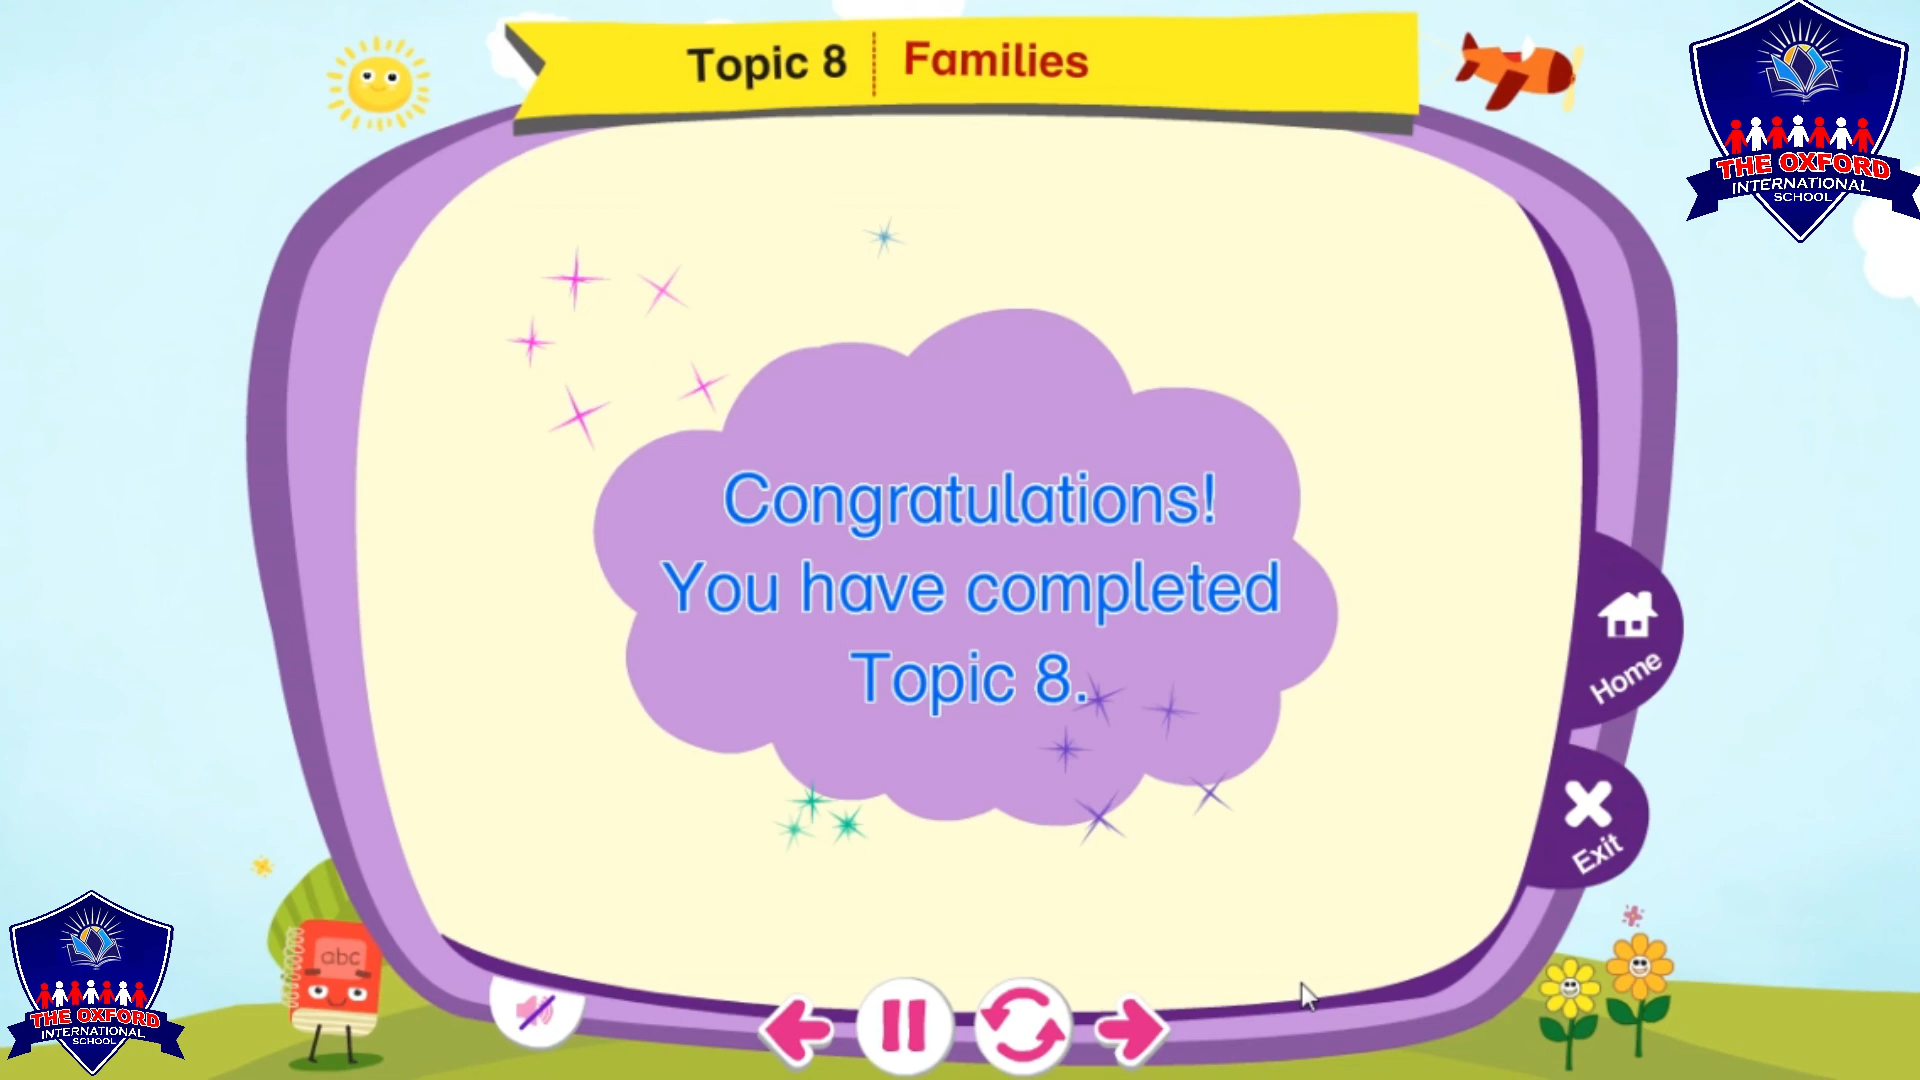 Topic 8 Families
THE OXFORD
INTERNATIONAL
SCHOOL
Congratulations!
You have completed
Topic 8.
Home
Exit
abc
THE OXFORD
INTERNATIONAL
SCHOOL